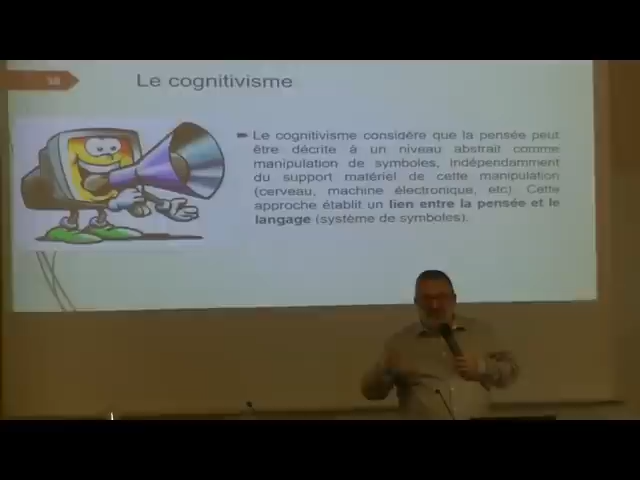 58
Le cognitivisme
Le cognitivisme considère que la pensée peut
être décrite à un niveau abstrait comme
manipulation de symboles, indépendamment
du support matériel de cette manipulation
(cerveau, machine électronique, etc). Cette
approche établit un lien entre la pensée et le
langage (système de symboles).